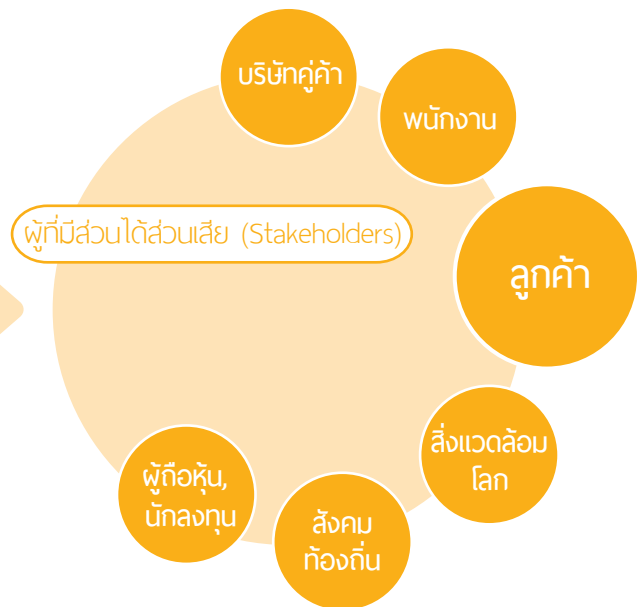 บริษัทคู่ค้า
พนักงาน
ผู้ที่มีส่วนได้ส่วนเสีย (Stakeholders)
ลูกค้า
สิ่งแวดล้อม
โลก
ผู้ถือหุ้น,
นักลงทุน
สังคม
ท้องถิ่น